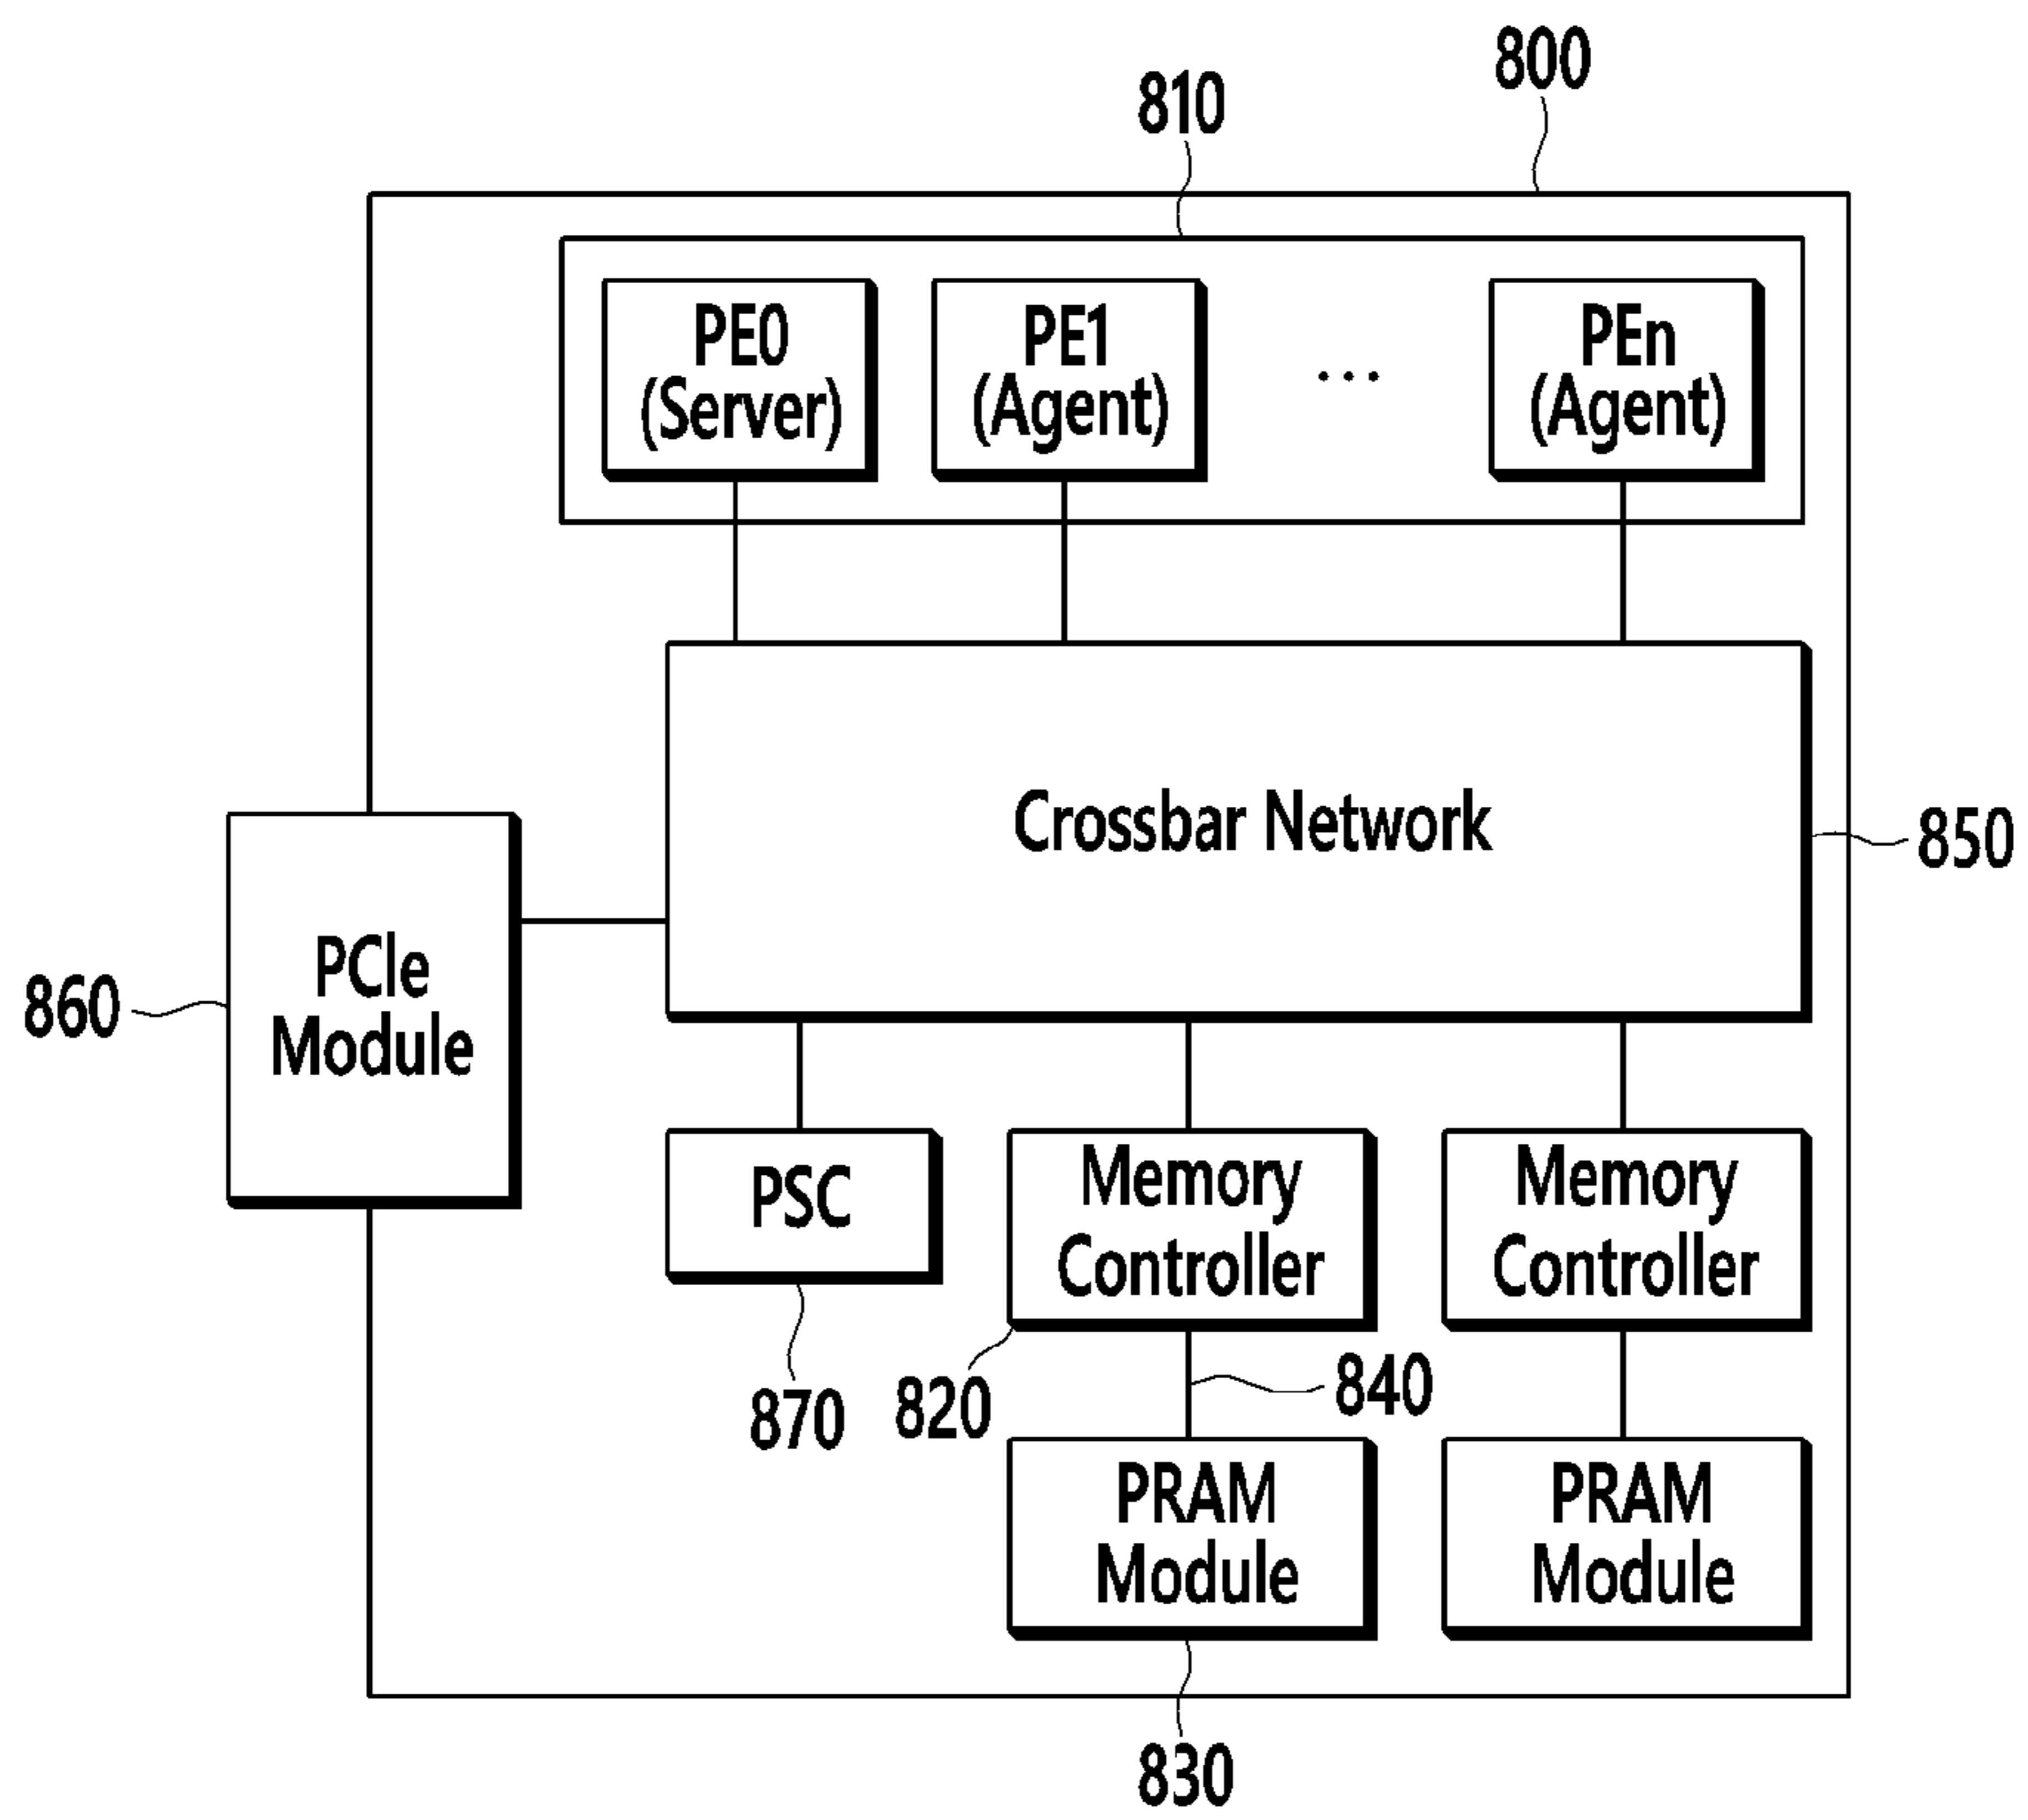 800
810
PE0
(Server)
PE1
(Agent)
...
PEn
(Agent)
Crossbar Network
850
PCIe
Module
860
PSC
870
Memory
Controller
820
Memory
Controller
840
PRAM
Module
PRAM
Module
830